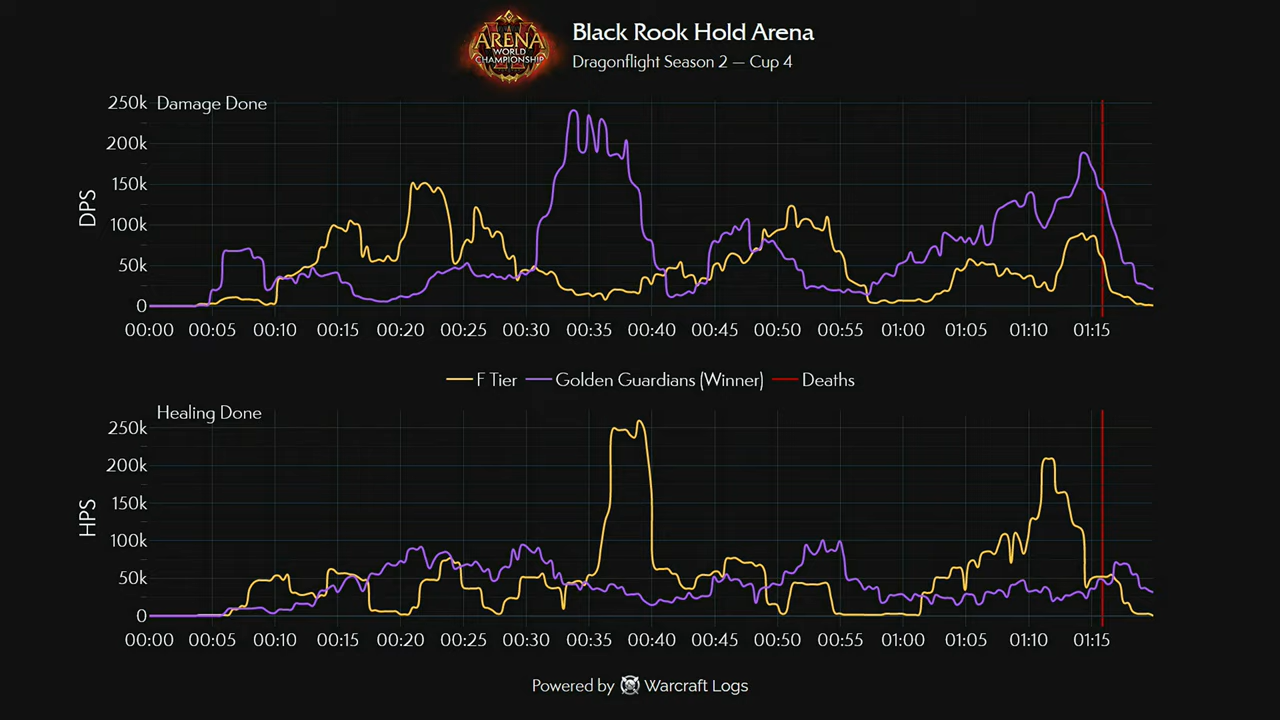 ARENA
WORLD
CHAMPIONSHIP
Black Rook Hold Arena
Dragonflight Season 2 — Cup 4
Damage Done
DPS
250k
200k
150k
100k
50k
0
00:00 00:05 00:10 00:15 00:20 00:25 00:30 00:35 00:40 00:45 00:50 00:55 01:00 01:05 01:10 01:15
F Tier Golden Guardians (Winner) Deaths
Healing Done
HPS
250k
200k
150k
100k
50k
0
00:00 00:05 00:10 00:15 00:20 00:25 00:30 00:35 00:40 00:45 00:50 00:55 01:00 01:05 01:10 01:15
Powered by Warcraft Logs